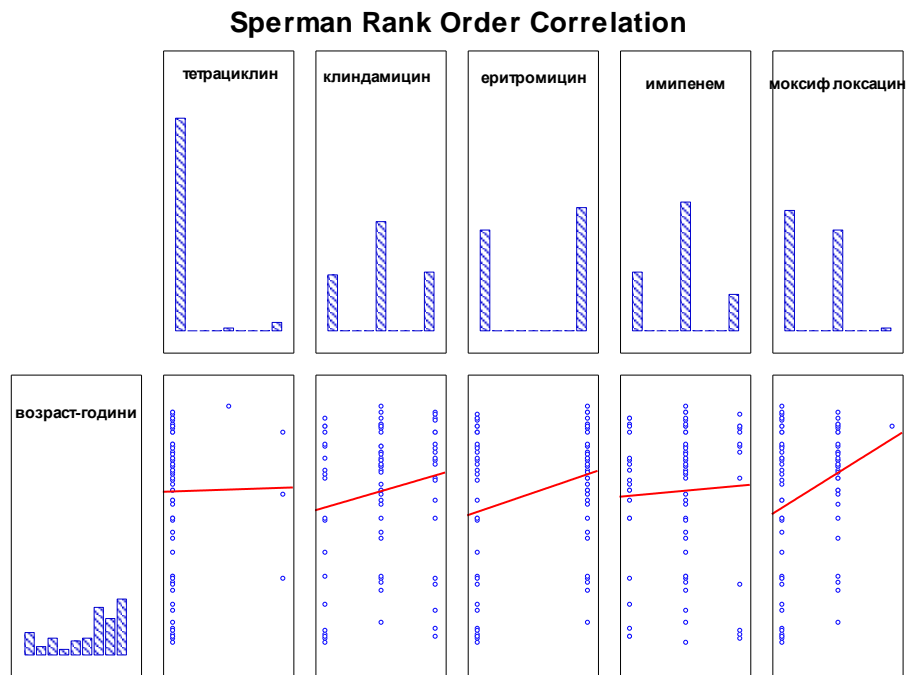 Sperman Rank Order Correlation
тетрациклин
клиндамицин
еритромицин
имипенем
моксиф локсацин
возраст-години